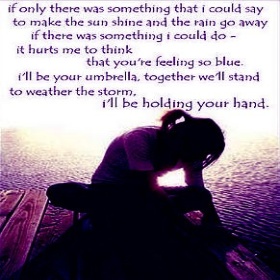 if only there was something that i could say
to make the sun shine and the rain go away
if there was something i could do -
it hurts me to think
that you're feeling so blue.
i'll be your umbrella, together we'll stand
to weather the storm,
i'll be holding your hand.